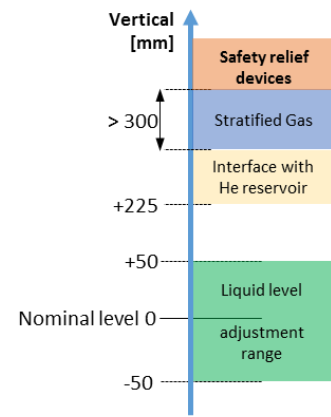 Vertical
[mm]
Safety relief
devices
> 300
Stratified Gas
Interface with
He reservoir
+225
+50
Liquid level
Nominal level 0
adjustment
range
-50